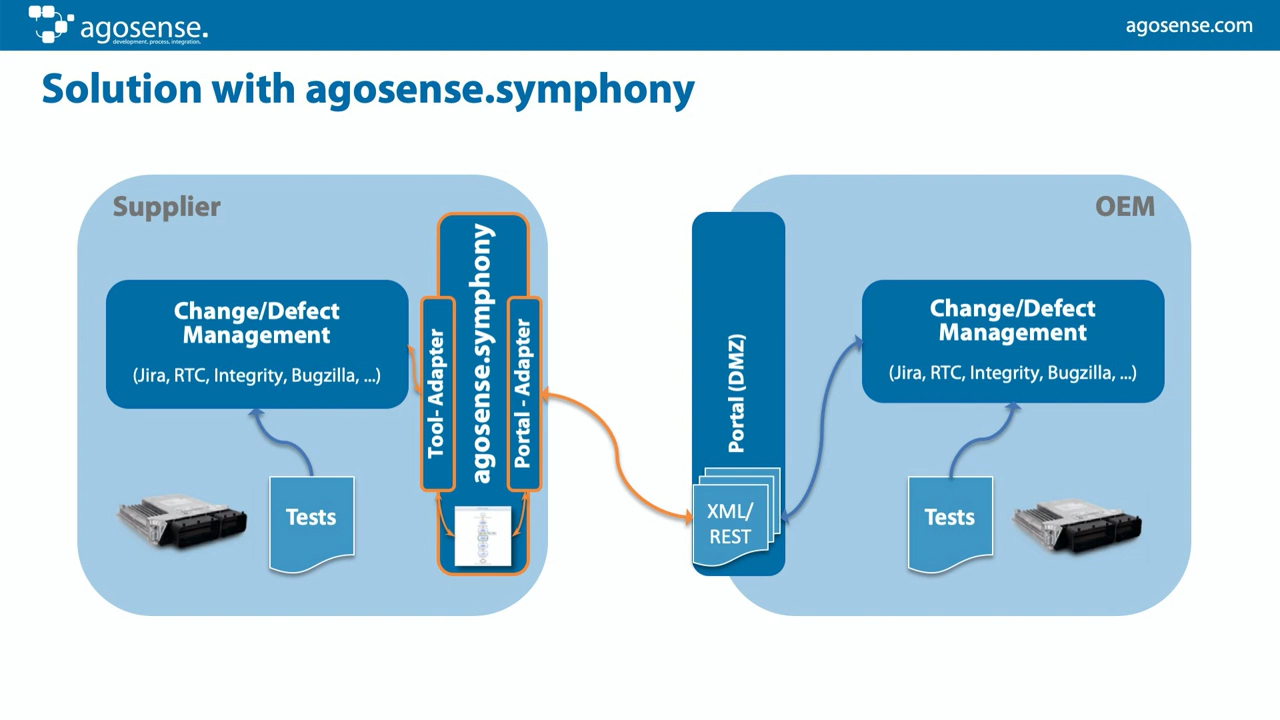 agosense.
development. process. integration.
agosense.com
Solution with agosense.symphony
Supplier
Change/Defect
Management
(Jira, RTC, Integrity, Bugzilla, ...)
Tests
Tool- Adapter
agosense.symphony
Portal - Adapter
Portal (DMZ)
XML/
REST
OEM
Change/Defect
Management
(Jira, RTC, Integrity, Bugzilla, ...)
Tests